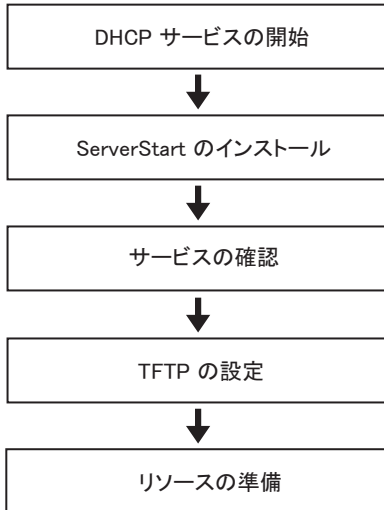 DHCP サービスの開始
ServerStart のインストール
サービスの確認
TFTP の設定
リソースの準備